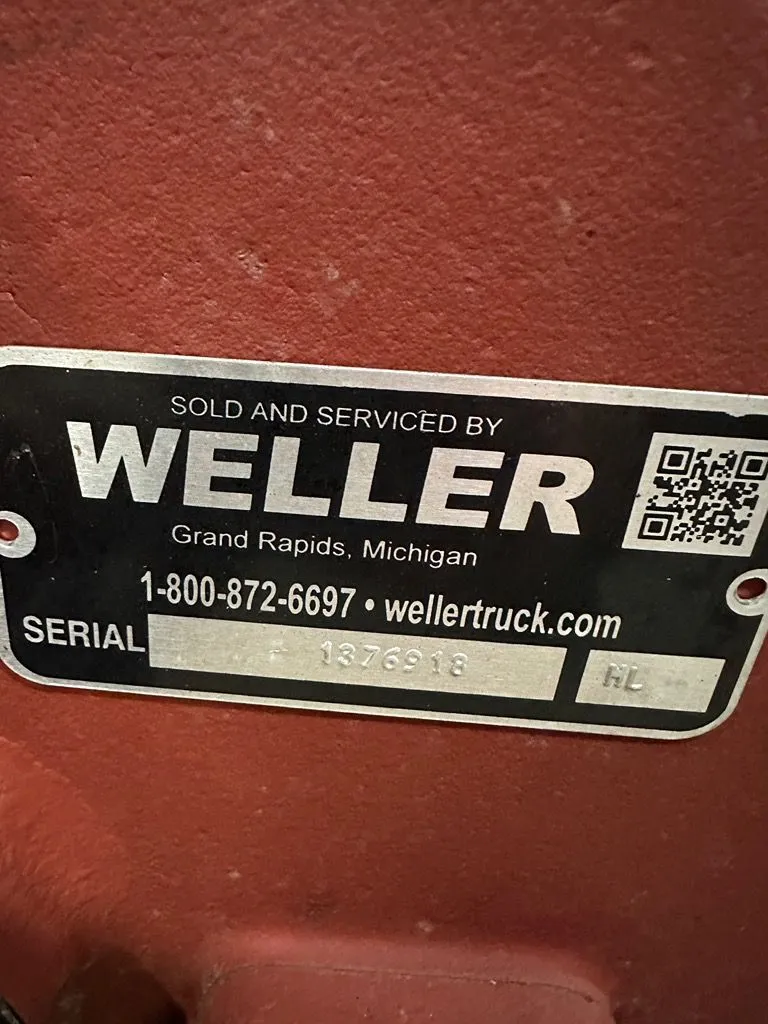 SOLD AND SERVICED BY
WELLER
Grand Rapids, Michigan
1-800-872-6697 • wellertruck.com
SERIAL 1376918 HL